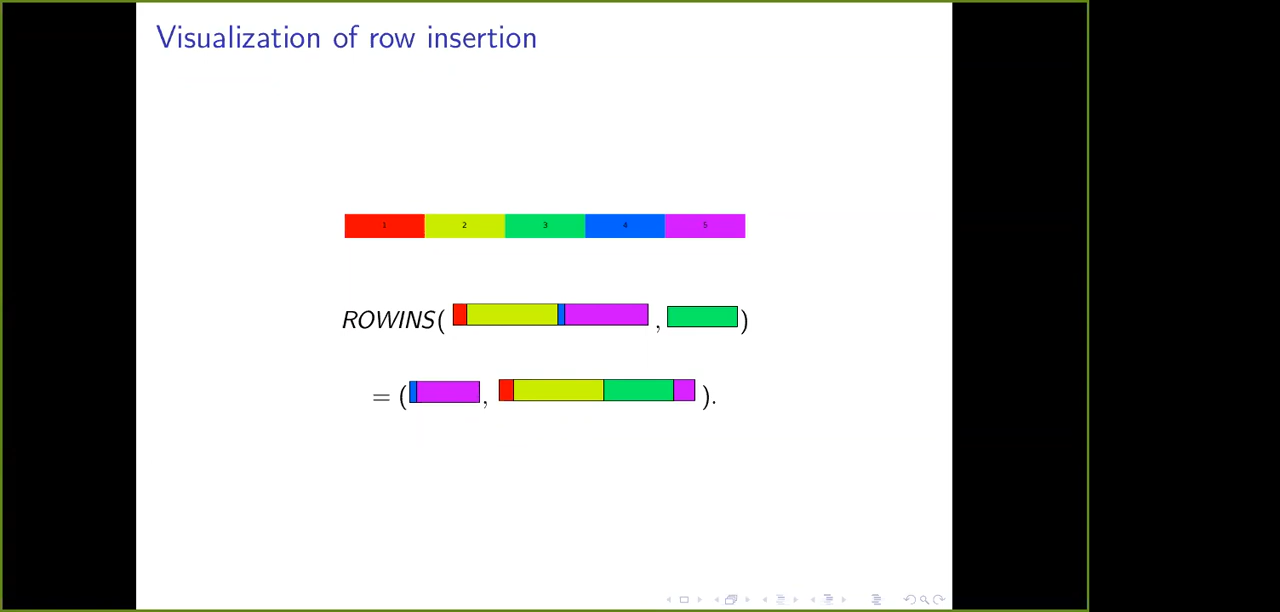 Visualization of row insertion
1 2 3 4 5
ROWINS( , )
= ( , ).